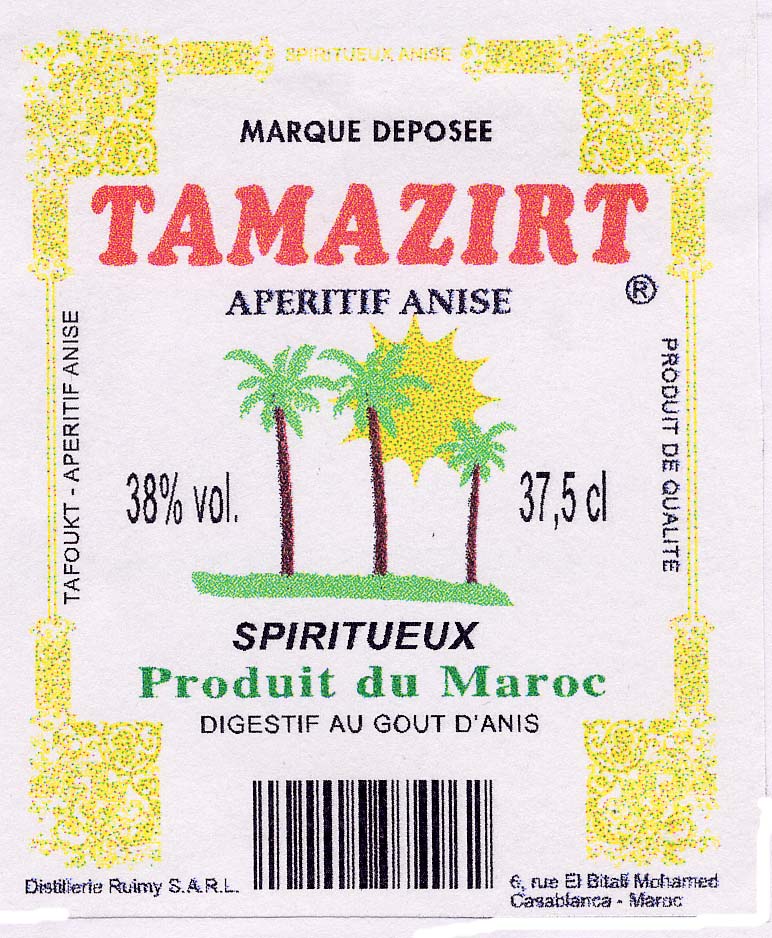 SPIRITUEUX ANISE
MARQUE DEPOSEE
TAMAZIRT
®
APERITIF ANISE
TAFOUKT - APERITIF ANISE
PRODUIT DE QUALITE
38% vol.
37,5 cl
SPIRITUEUX
Produit du Maroc
DIGESTIF AU GOUT D'ANIS
Distillerie Ruimy S.A.R.L.
6, rue El Mohamed
Casablanca - Maroc